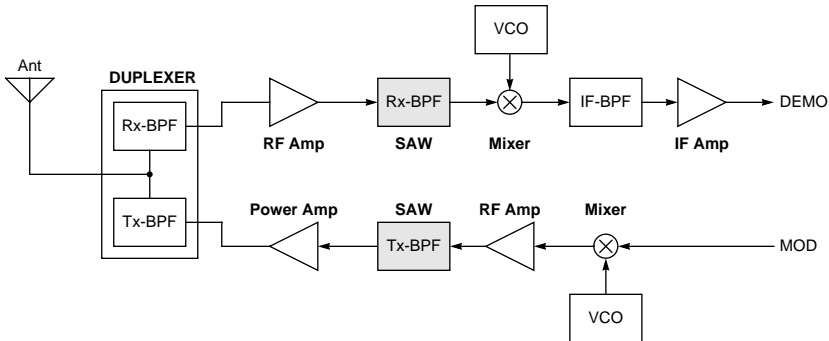 VCO
Ant
DUPLEXER
Rx-BPF
Rx-BPF
IF-BPF
DEMO
RF Amp
SAW
Mixer
IF Amp
Power Amp
SAW
RF Amp
Mixer
Tx-BPF
Tx-BPF
MOD
VCO